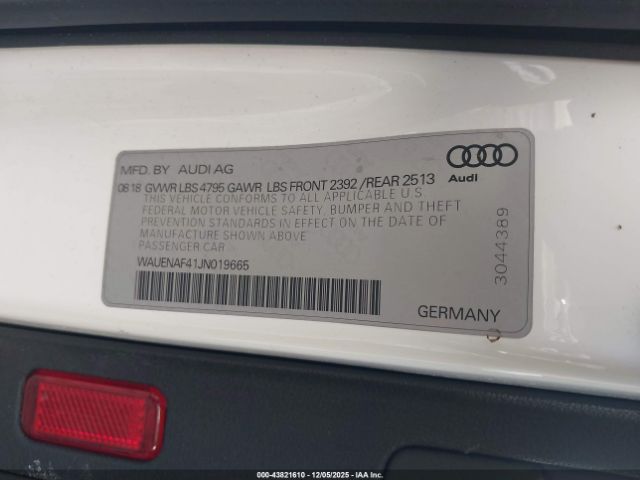 MFD. BY AUDI AG
08.18 GVWR LBS 4795 GAWR LBS FRONT 2392 /REAR 2513
THIS VEHICLE CONFORMS TO ALL APPLICABLE U.S.
FEDERAL MOTOR VEHICLE SAFETY, BUMPER AND THEFT
PREVENTION STANDARDS IN EFFECT ON THE DATE OF
MANUFACTURE SHOWN ABOVE
PASSENGER CAR
WAUENAF41JN019665
Audi
3044389
GERMANY
000-43821610 - 12/05/2025 - IAAI Inc.